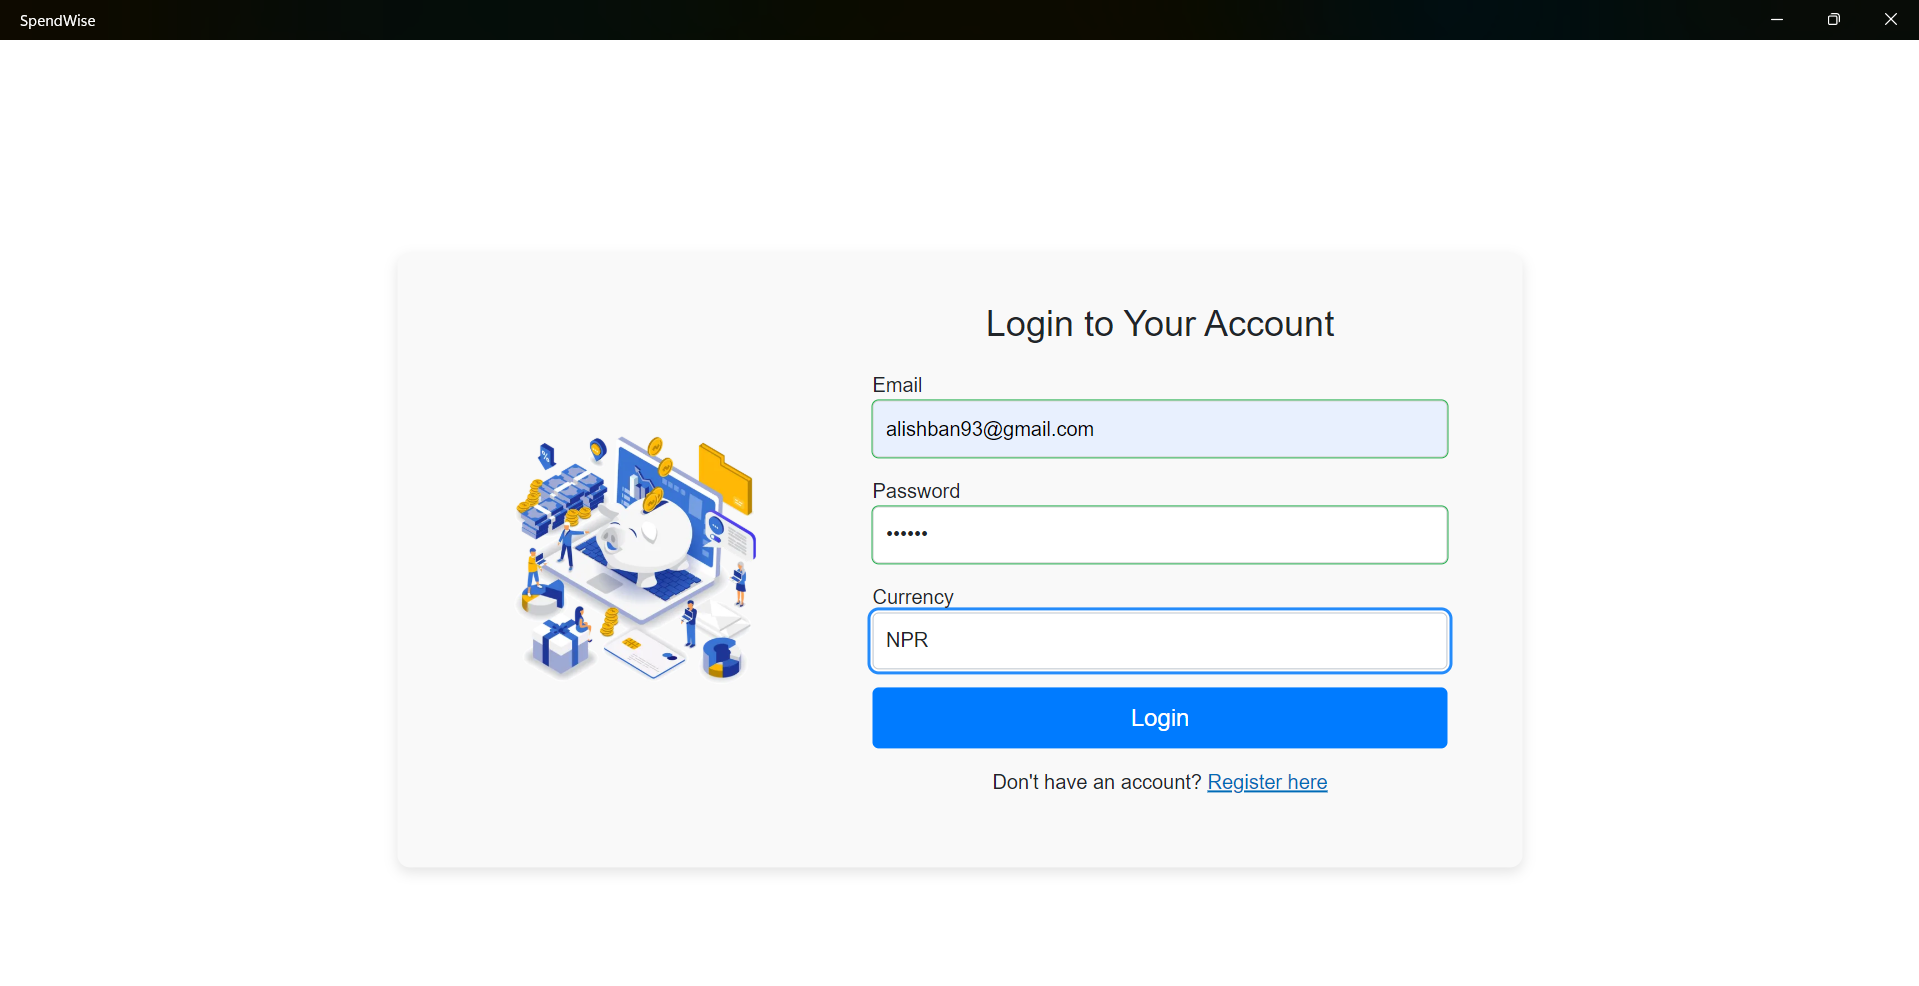 SpendWise
Login to Your Account
Email
alishban93@gmail.com
Password
••••••
Currency
NPR
Login
Don't have an account? Register here